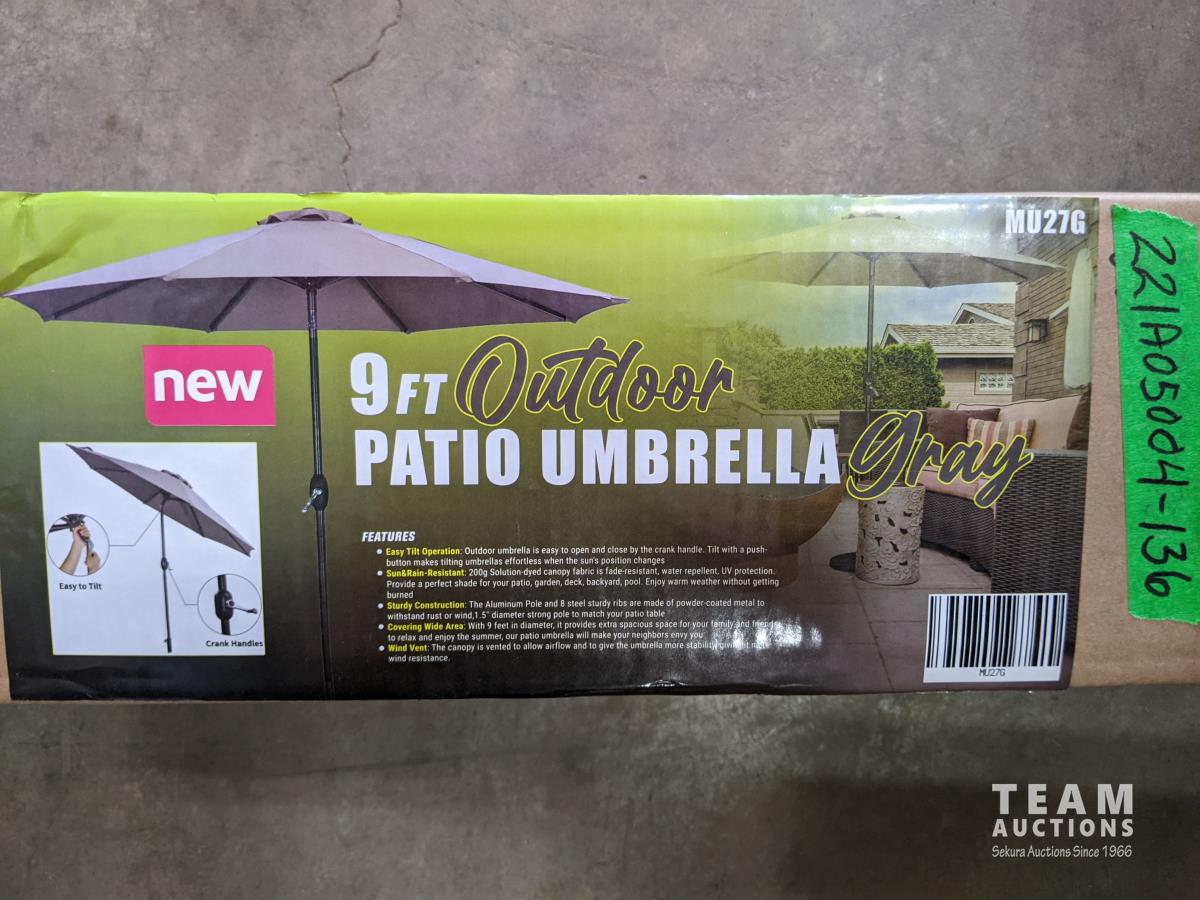 MU27G
new
9 FT Outdoor
PATIO UMBRELLA Gray
Easy to Tilt
Crank Handles
FEATURES
● Easy Tilt Operation: Outdoor umbrella is easy to open and close by the crank handle. Tilt with a push-
button makes tilting umbrellas effortless when the sun's position changes
● Sun&Rain-Resistant: 200g Solution-dyed canopy fabric is fade-resistant, water repellent, UV protection.
Provide a perfect shade for your patio, garden, deck, backyard, pool. Enjoy warm weather without getting
burned
● Sturdy Construction: The Aluminum Pole and 8 steel sturdy ribs are made of powder-coated metal to
withstand rust or wind,1.5" diameter strong pole to match your patio table
● Covering Wide Area: With 9 feet in diameter, it provides extra spacious space for your family and friends
to relax and enjoy the summer, our patio umbrella will make your neighbors envy you
● Wind Vent: The canopy is vented to allow airflow and to give the umbrella more stability,
wind resistance.
MU27G
221A0504-136
TEAM
AUCTIONS
Sekura Auctions Since 1966